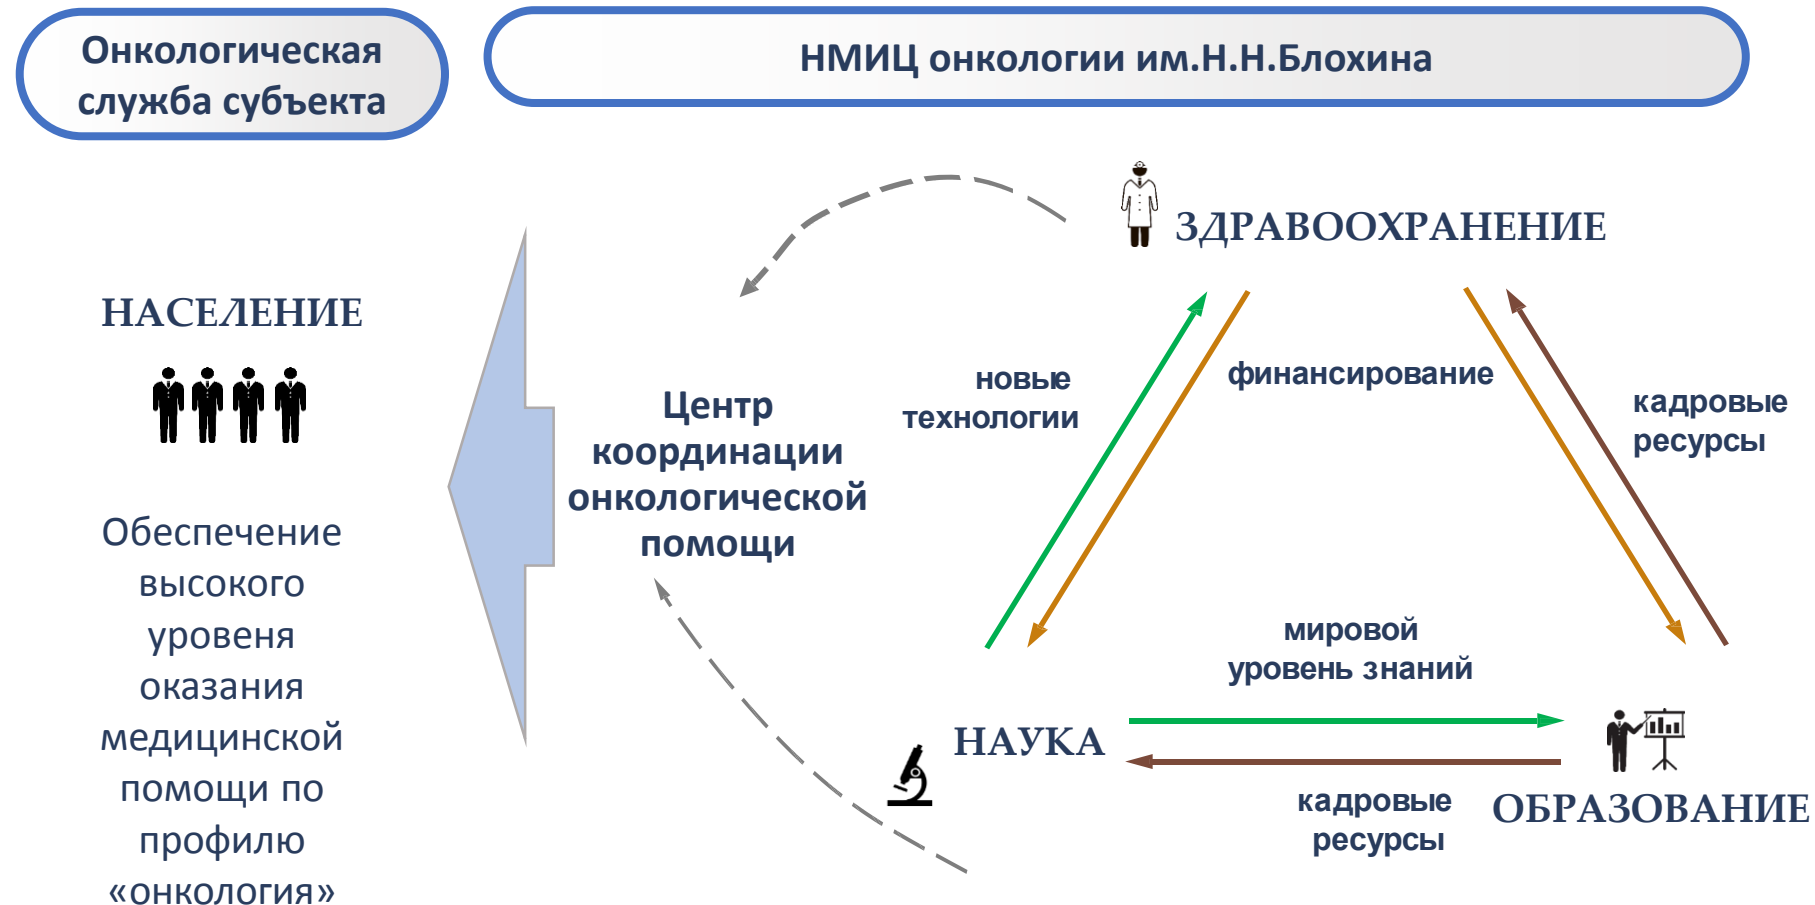 Онкологическая
служба субъекта
НМИЦ онкологии им.Н.Н.Блохина
НАСЕЛЕНИЕ
Обеспечение
высокого
уровеня
оказания
медицинской
помощи по
профилю
«онкология»
Центр
координации
онкологической
помощи
ЗДРАВООХРАНЕНИЕ
новые
технологии
финансирование
кадровые
ресурсы
мировой
уровень знаний
НАУКА
кадровые
ресурсы
ОБРАЗОВАНИЕ